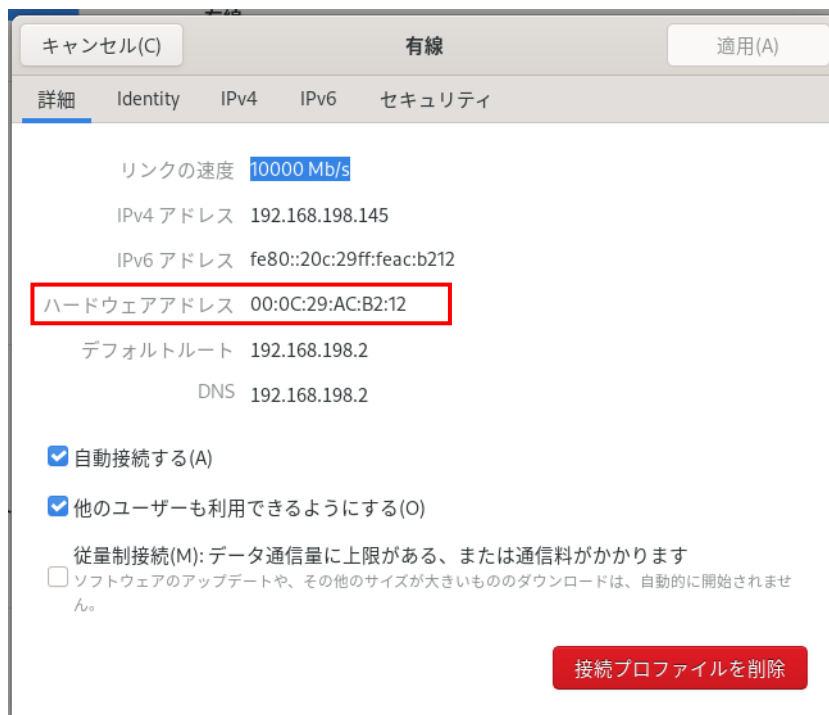 キャンセル(C)
有線
適用(A)
詳細
Identity
IPv4
IPv6
セキュリティ
リンクの速度 10000 Mb/s
IPv4 アドレス 192.168.198.145
IPv6 アドレス fe80::20c:29ff:feac:b212
ハードウェアアドレス 00:0C:29:AC:B2:12
デフォルトルート 192.168.198.2
DNS 192.168.198.2
自動接続する(A)
他のユーザーも利用できるようにする(O)
従量制接続(M): データ通信量に上限がある、または通信料がかかります
ソフトウェアのアップデートや、その他のサイズが大きいもののダウンロードは、自動的に開始されませ
ん。
接続プロファイルを削除